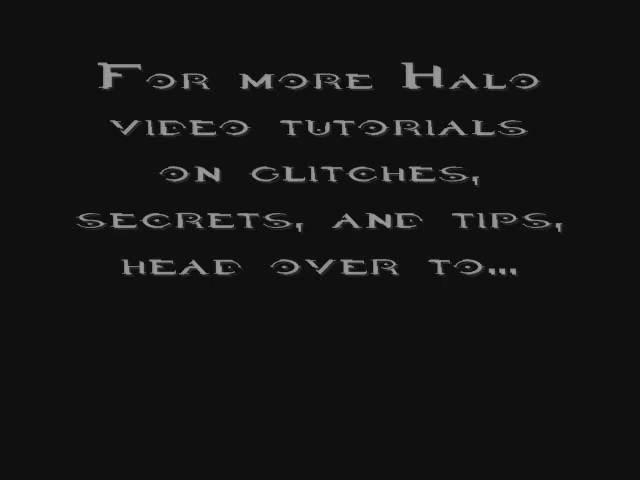 For more Halo
video tutorials
on glitches,
secrets, and tips,
head over to...